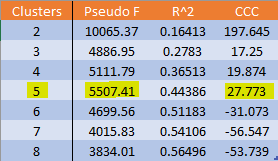 Clusters Pseudo F R^2 CCC
2 10065.37 0.16413 197.645
3 4886.95 0.2783 17.25
4 5111.79 0.36513 19.874
5 5507.41 0.44386 27.773
6 4699.56 0.51183 -31.073
7 4015.83 0.54106 -56.547
8 3834.01 0.56496 -53.739